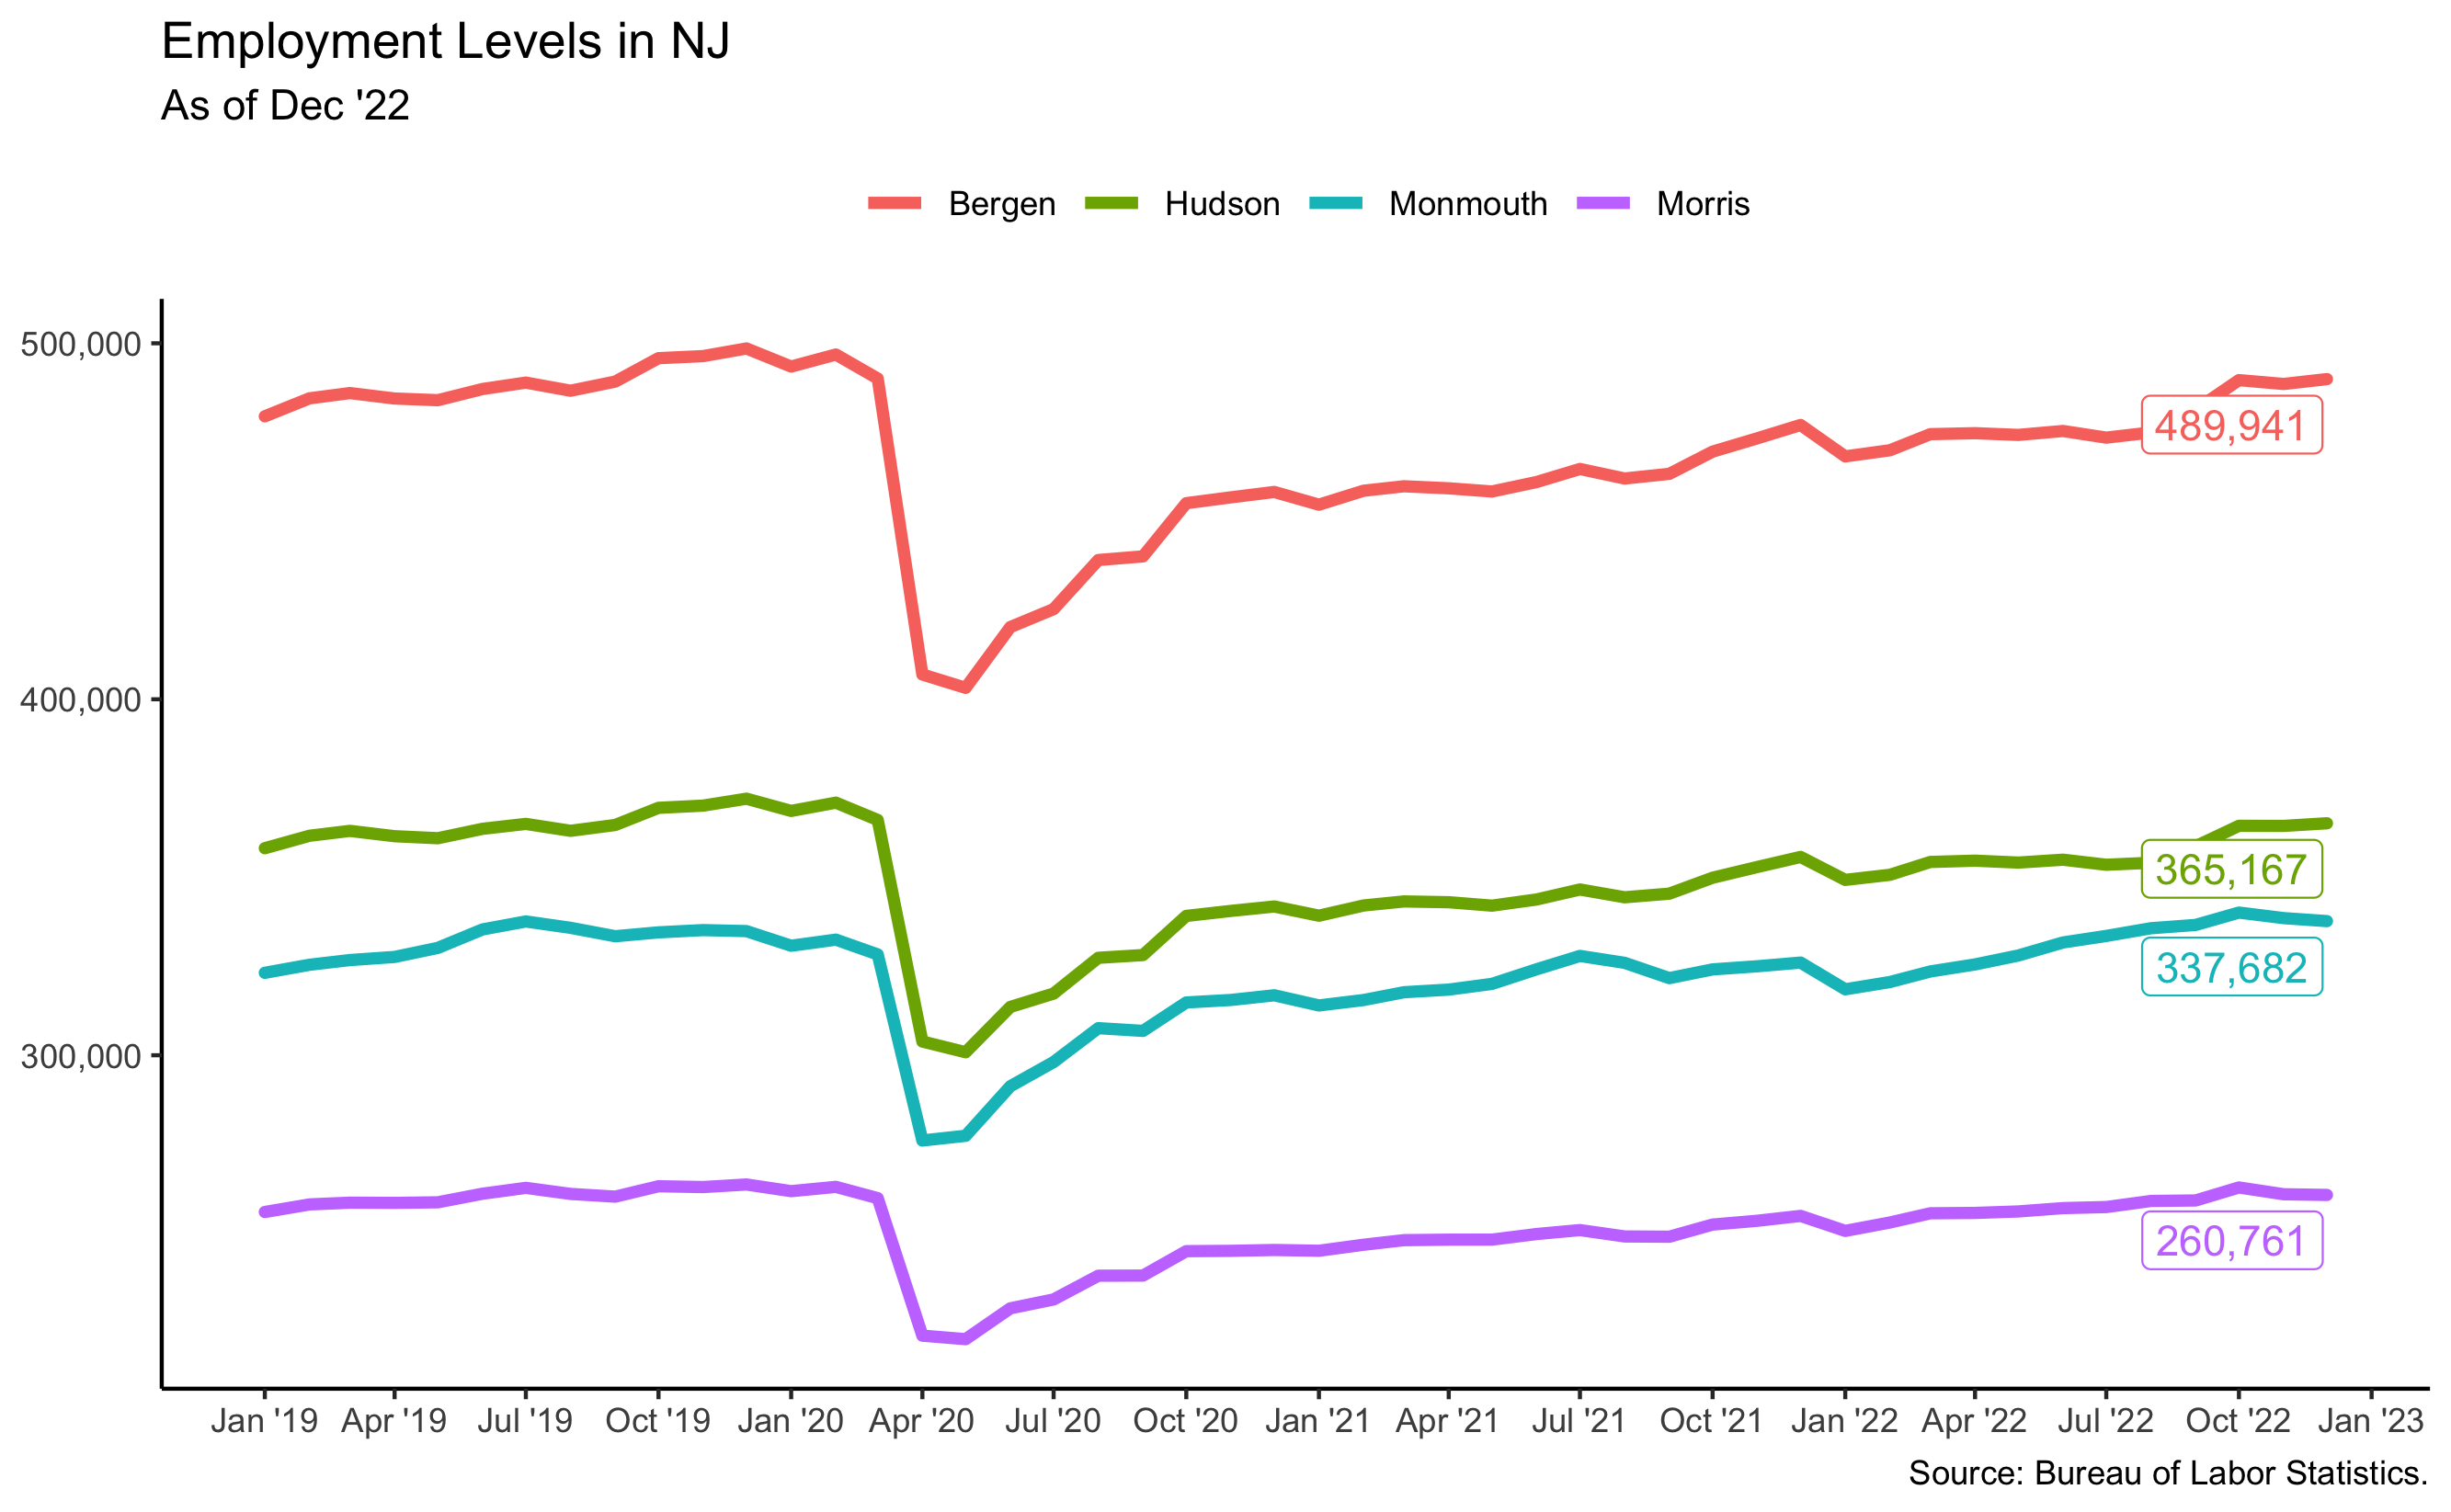 Employment Levels in NJ
As of Dec '22
Bergen Hudson Monmouth Morris
500,000
400,000
300,000
489,941
365,167
337,682
260,761
Jan '19 Apr '19 Jul '19 Oct '19 Jan '20 Apr '20 Jul '20 Oct '20 Jan '21 Apr '21 Jul '21 Oct '21 Jan '22 Apr '22 Jul '22 Oct '22 Jan '23
Source: Bureau of Labor Statistics.